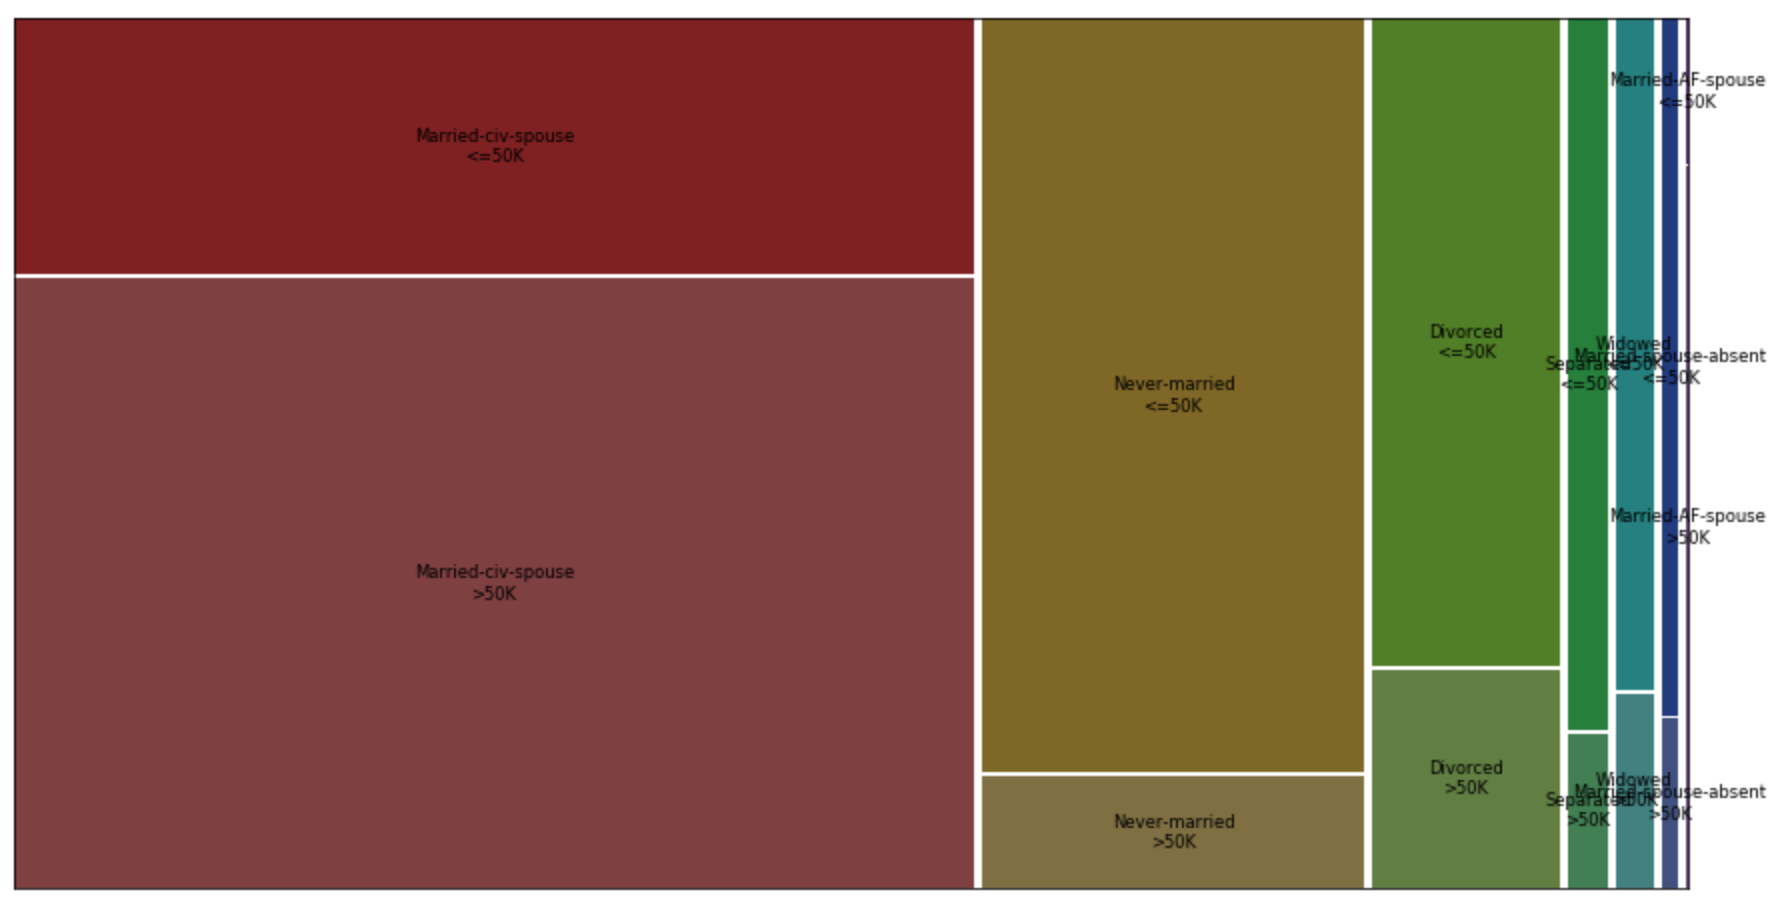 Married-AF-spouse
<=50K
Married-civ-spouse
<=50K
Divorced
<=50K
Widowed
<=50K
Married-spouse-absent
<=50K
Separated
<=50K
Never-married
<=50K
Married-AF-spouse
>50K
Married-civ-spouse
>50K
Divorced
>50K
Widowed
>50K
Married-spouse-absent
>50K
Separated
>50K
Never-married
>50K